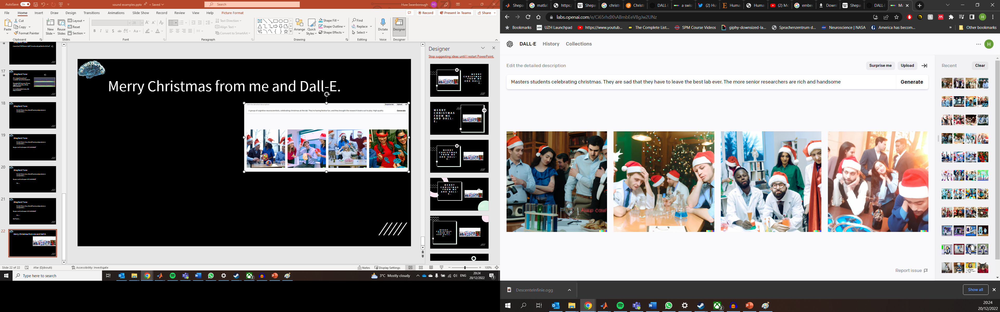 AutoSave On
sound examples.pptx • Saved
Search
Huw Swanborough HS
File Home Insert Draw Design Transitions Animations Slide Show Record Review View Help Picture Format
Record Present in Teams Share
Paste
Cut
Copy
Format Painter
Clipboard
New Slide
Reuse Slides
Layout
Reset
Section
Slides
28
Font
Text Direction
Align Text
Convert to SmartArt
Paragraph
Arrange
Quick Styles
Shape Fill
Shape Outline
Shape Effects
Drawing
Find
Replace
Select
Editing
Dictate
Voice
Designer
Designer
17
Shepherd Tone
18
Shepherd Tone
19
Shepherd Tone
20
Shepherd Tone
21
Shepherd Tone
22
Merry Christmas from me and Dall-E.
Merry Christmas from me and Dall-E.
Edit the detailed description Surprise me Upload
A group of cognitive neuroscientists, celebrating christmas at the lab. They're having festive fun, and they brought the research brains out to play. High quality
Generate
Designer
Stop suggesting ideas until I restart PowerPoint.
MERRY CHRISTMAS FROM ME AND DALL-E.
MERRY CHRISTMAS FROM ME AND DALL-E.
MERRY CHRISTMAS FROM ME AND DALL-E.
MERRY CHRISTMAS FROM ME AND DALL-E.
MERRY CHRISTMAS FROM ME AND DALL-E.
Slide 22 of 22 Afar (Djibouti) Accessibility: Investigate
Notes Display Settings 100%
Type here to search
3°C Mostly cloudy
ENG
20:24
20/12/2022
3
Shepa
matlab
https:/
Shepa
christm
Christm
DALL·E
a swiss
(2) Hu
Human
Human
(2) Mo
embed
Downl
Shepa
DALL·E
Ma
labs.openai.com/e/Ci65rhdXhABmbEeV8gJw2UNz
H
Bookmarks
UZH Launchpad
https://www.youtub...
The Complete List...
SPM Course Videos
giphy-downsized-la...
Sprachenzentrum d...
Neuroscience | NASA
America has becom...
Other bookmarks
DALL·E History Collections
H
Edit the detailed description
Surprise me
Upload
Masters students celebrating christmas. They are sad that they have to leave the best lab ever. The more senior researchers are rich and handsome
Generate
Recent
Clear
Report issue
DescenteInfinie.ogg
Show all
2
20:24
20/12/2022